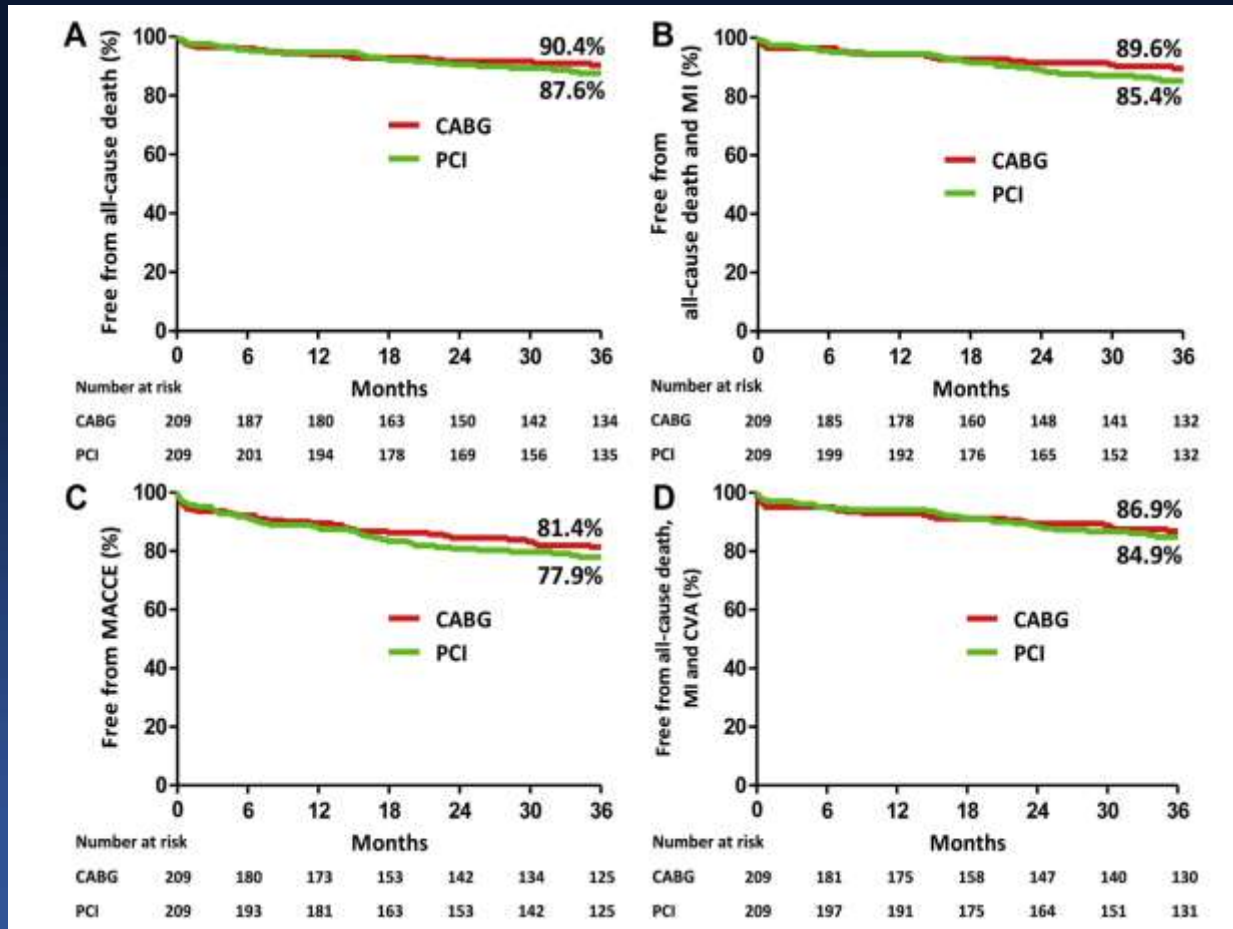 A
Free from all-cause death (%)
100
80
60
40
20
0
90.4%
87.6%
CABG
PCI
0 6 12 18 24 30 36
Months
Number at risk
CABG 209 187 180 163 150 142 134
PCI 209 201 194 178 169 156 135
B
Free from
all-cause death and MI (%)
100
80
60
40
20
0
89.6%
85.4%
CABG
PCI
0 6 12 18 24 30 36
Months
Number at risk
CABG 209 185 178 160 148 141 132
PCI 209 199 192 176 165 152 132
C
Free from MACCE (%)
100
80
60
40
20
0
81.4%
77.9%
CABG
PCI
0 6 12 18 24 30 36
Months
Number at risk
CABG 209 180 173 153 142 134 125
PCI 209 193 181 163 153 142 125
D
Free from all-cause death,
MI and CVA (%)
100
80
60
40
20
0
86.9%
84.9%
CABG
PCI
0 6 12 18 24 30 36
Months
Number at risk
CABG 209 181 175 158 147 140 130
PCI 209 197 191 175 164 151 131